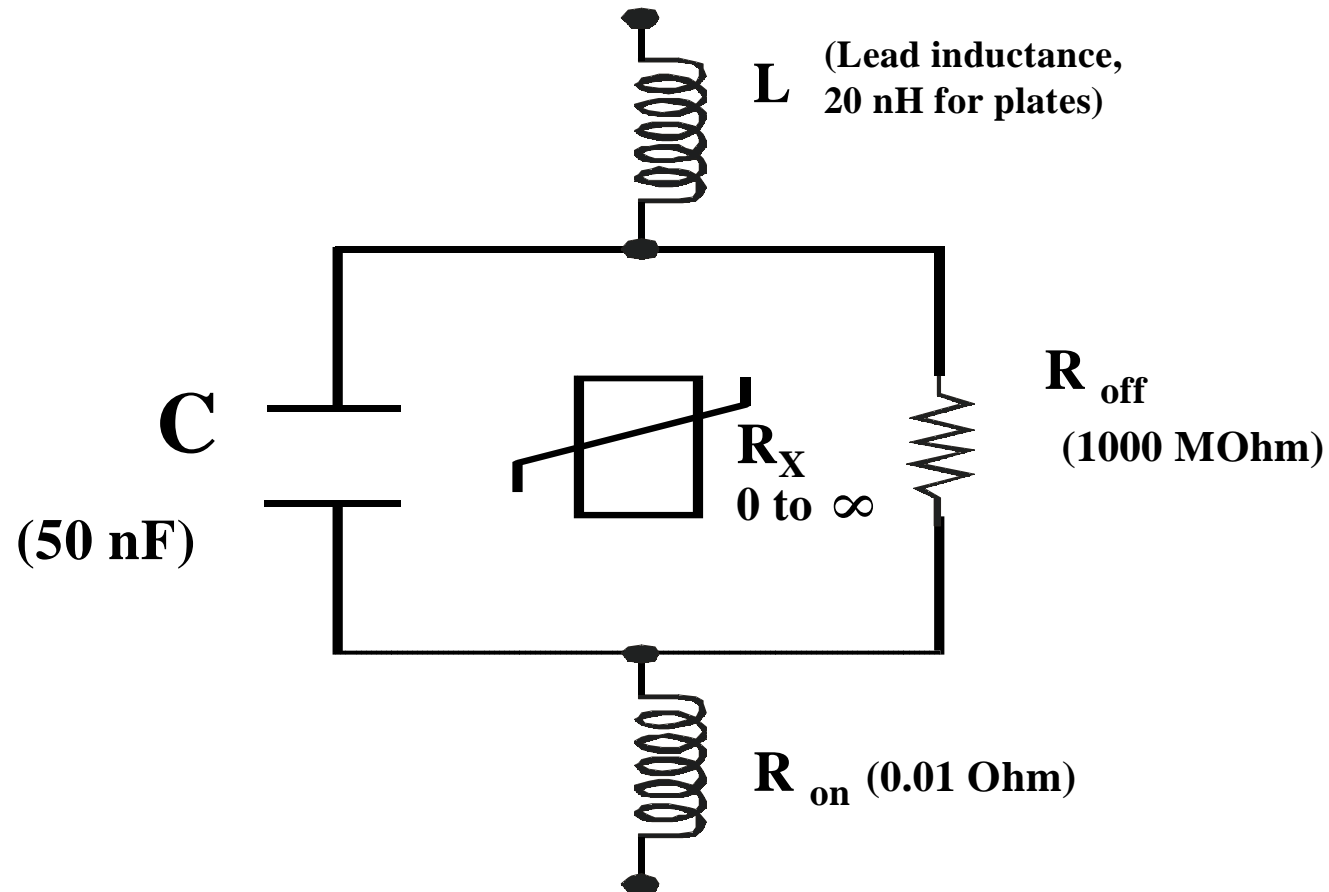 L
(Lead inductance,
20 nH for plates)
C
(50 nF)
R X
0 to ∞
R off
(1000 MOhm)
R on (0.01 Ohm)